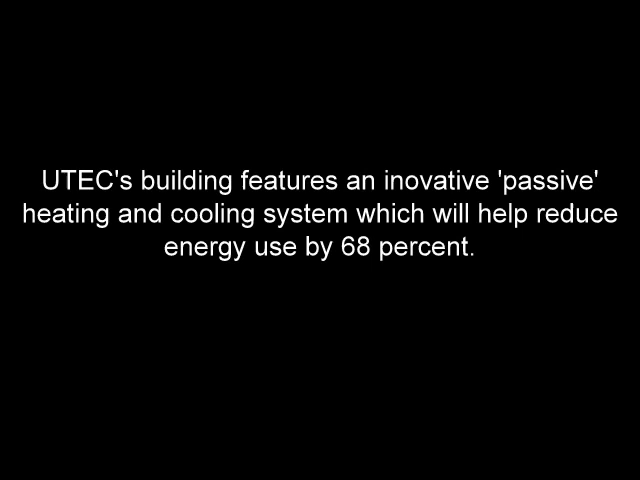 UTEC's building features an inovative 'passive'
heating and cooling system which will help reduce
energy use by 68 percent.